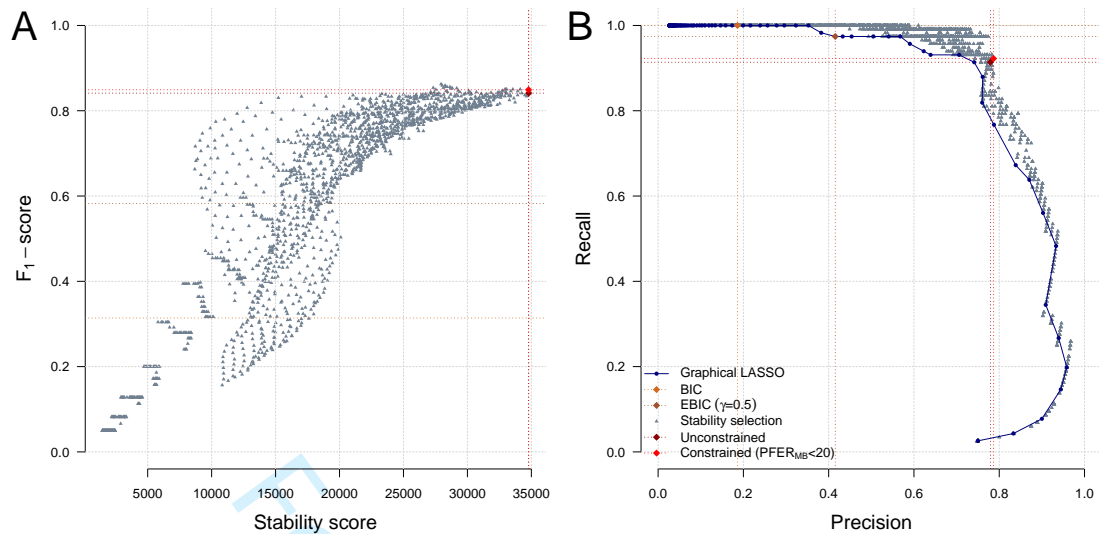 A
1.0
0.8
0.6
0.4
0.2
0.0
F₁ − score
5000 10000 15000 20000 25000 30000 35000
Stability score
B
1.0
0.8
0.6
0.4
0.2
0.0
Recall
Graphical LASSO
BIC
EBIC (γ=0.5)
Stability selection
Unconstrained
Constrained (PFER_MB<20)
0.0 0.2 0.4 0.6 0.8 1.0
Precision